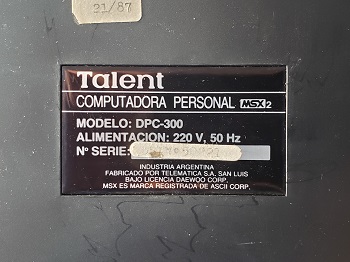 21/87
Talent
COMPUTADORA PERSONAL MSX2
MODELO: DPC-300
ALIMENTACION: 220 V, 50 Hz
Nº SERIE:
INDUSTRIA ARGENTINA
FABRICADO POR TELEMATICA S.A. SAN LUIS
BAJO LICENCIA DAEWOO CORP.
MSX ES MARCA REGISTRADA DE ASCII CORP.